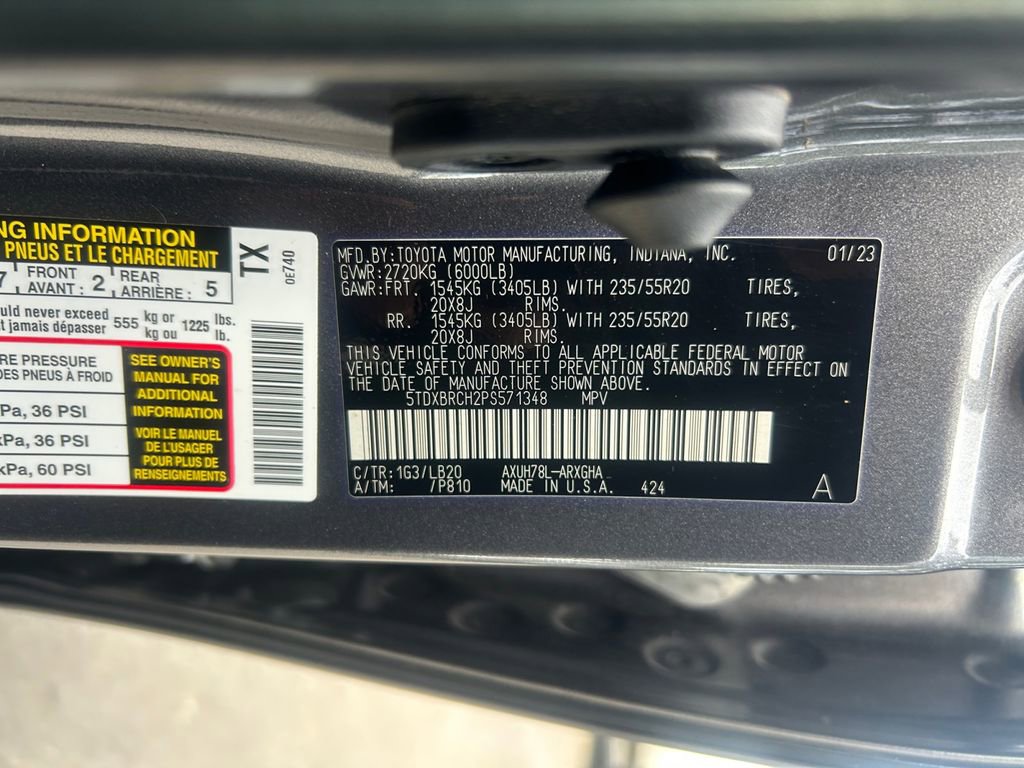 NG INFORMATION
PNEUS ET LE CHARGEMENT
7 FRONT AVANT : 2 REAR ARRIÈRE : 5
never exceed 555 kg or 1225 lbs.
jamais dépasser kg ou lb.
PRESSURE
DES PNEUS À FROID
36 PSI
kPa, 36 PSI
kPa, 60 PSI
SEE OWNER'S
MANUAL FOR
ADDITIONAL
INFORMATION
VOIR LE MANUEL
DE L'USAGER
POUR PLUS DE
RENSEIGNEMENTS
TX
0E740
MFD.BY:TOYOTA MOTOR MANUFACTURING, INDIANA, INC. 01/23
GVWR:2720KG (6000LB)
GAWR:FRT. 1545KG (3405LB) WITH 235/55R20 TIRES,
20X8J RIMS.
RR. 1545KG (3405LB) WITH 235/55R20 TIRES,
20X8J RIMS.
THIS VEHICLE CONFORMS TO ALL APPLICABLE FEDERAL MOTOR
VEHICLE SAFETY AND THEFT PREVENTION STANDARDS IN EFFECT ON
THE DATE OF MANUFACTURE SHOWN ABOVE.
5TDXBRCH2PS571348 MPV
C/TR:1G3/LB20 AXUH78L-ARXGHA
A/TM: /P810 MADE IN U.S.A. 424 A